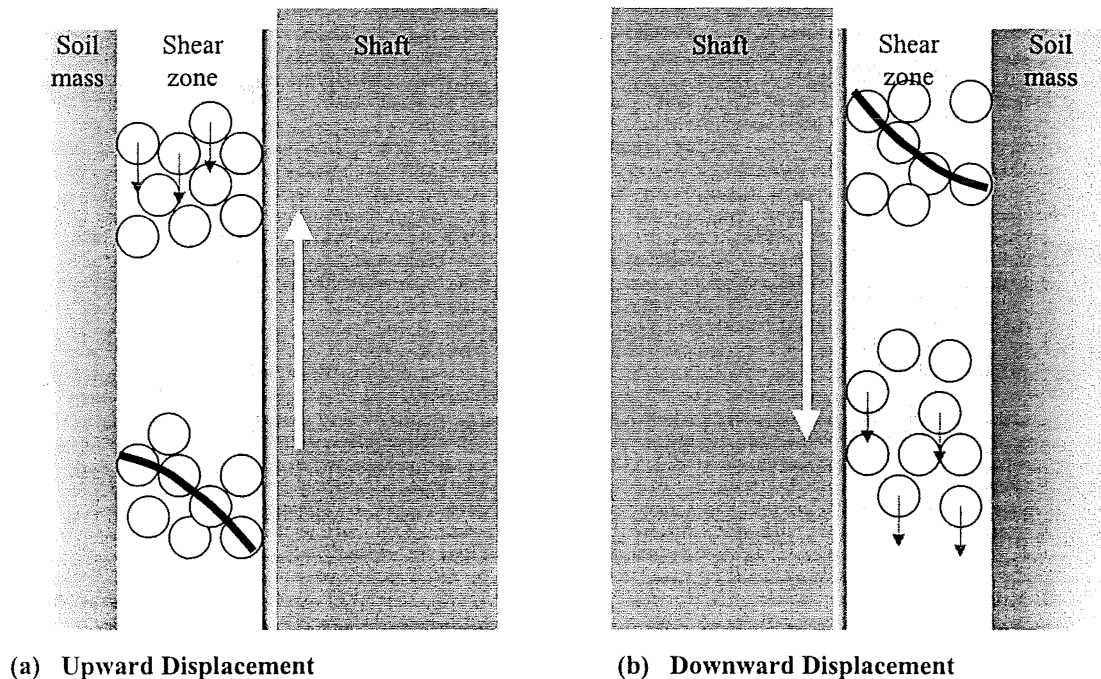 Soil
mass
Shear
zone
Shaft
Shaft
Shear
zone
Soil
mass
(a) Upward Displacement
(b) Downward Displacement